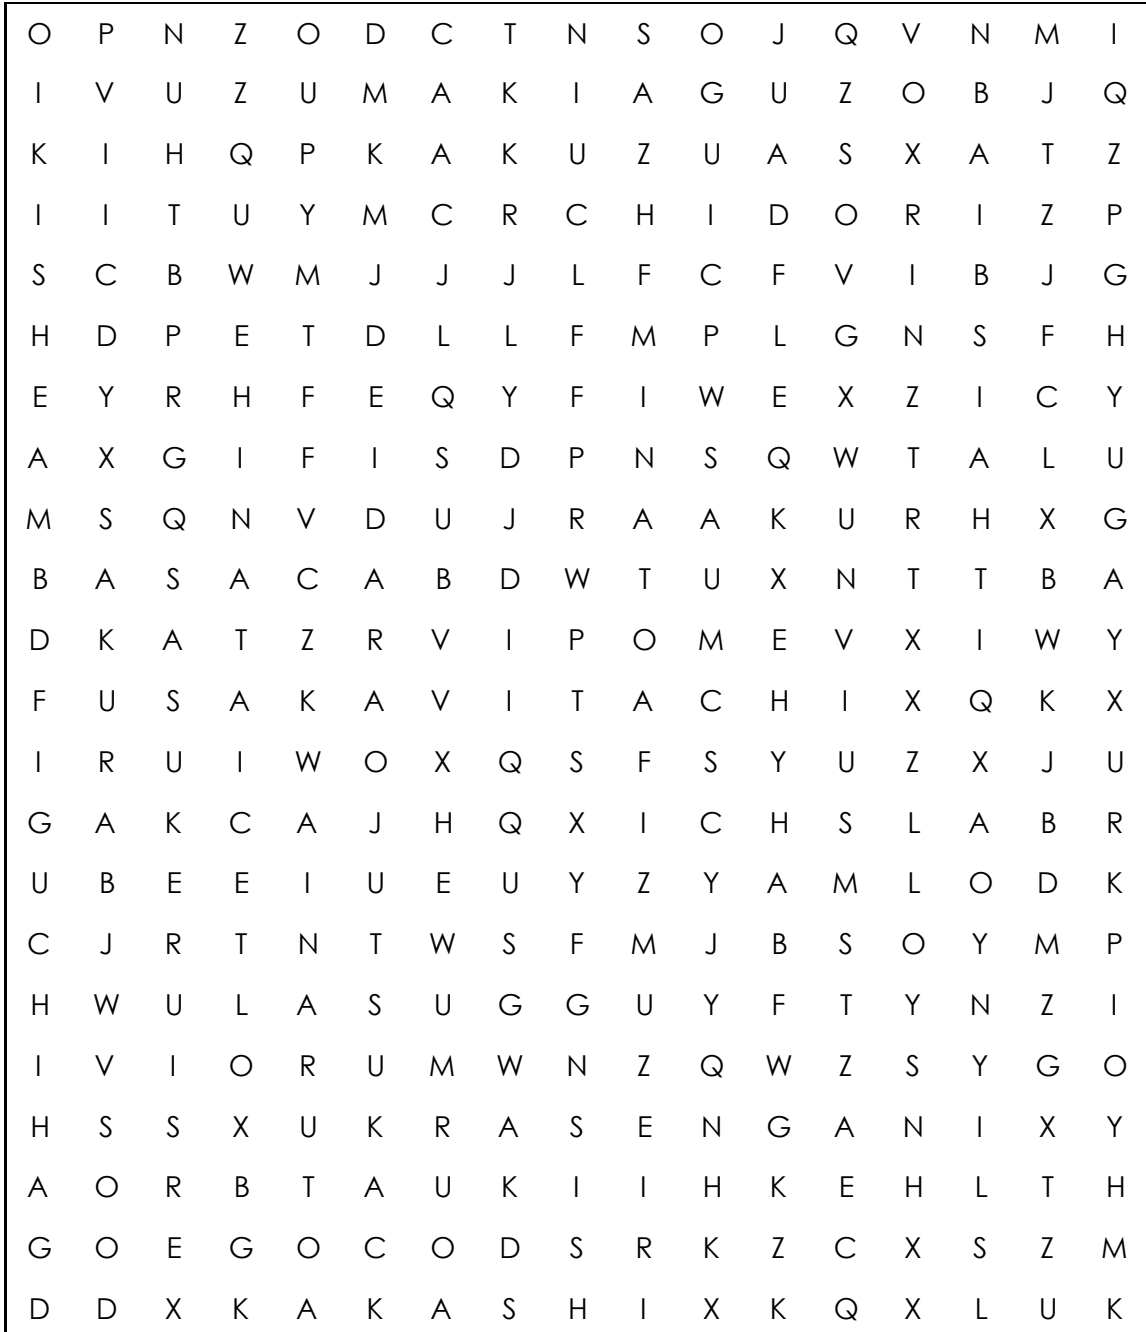 O P N Z O D C T N S O J Q V N M I
I V U Z U M A K I A G U Z O B J Q
K I H Q P K A K U Z U A S X A T Z
I I T U Y M C R C H I D O R I Z P
S C B W M J J J L F C F V I B J G
H D P E T D L L F M P L G N S F H
E Y R H F E Q Y F I W E X Z I C Y
A X G I F I S D P N S Q W T A L U
M S Q N V D U J R A A K U R H X G
B A S A C A B D W T U X N T T B A
D K A T Z R V I P O M E V X I W Y
F U S A K A V I T A C H I X Q K X
I R U I W O X Q S F S Y U Z X J U
G A K C A J H Q X I C H S L A B R
U B E E I U E U Y Z Y A M L O D K
C J R T N T W S F M J B S O Y M P
H W U L A S U G G U Y F T Y N Z I
I V I O R U M W N Z Q W Z S Y G O
H S S X U K R A S E N G A N I X Y
A O R B T A U K I I H K E H L T H
G O E G O C O D S R K Z C X S Z M
D D X K A K A S H I X K Q X L U K